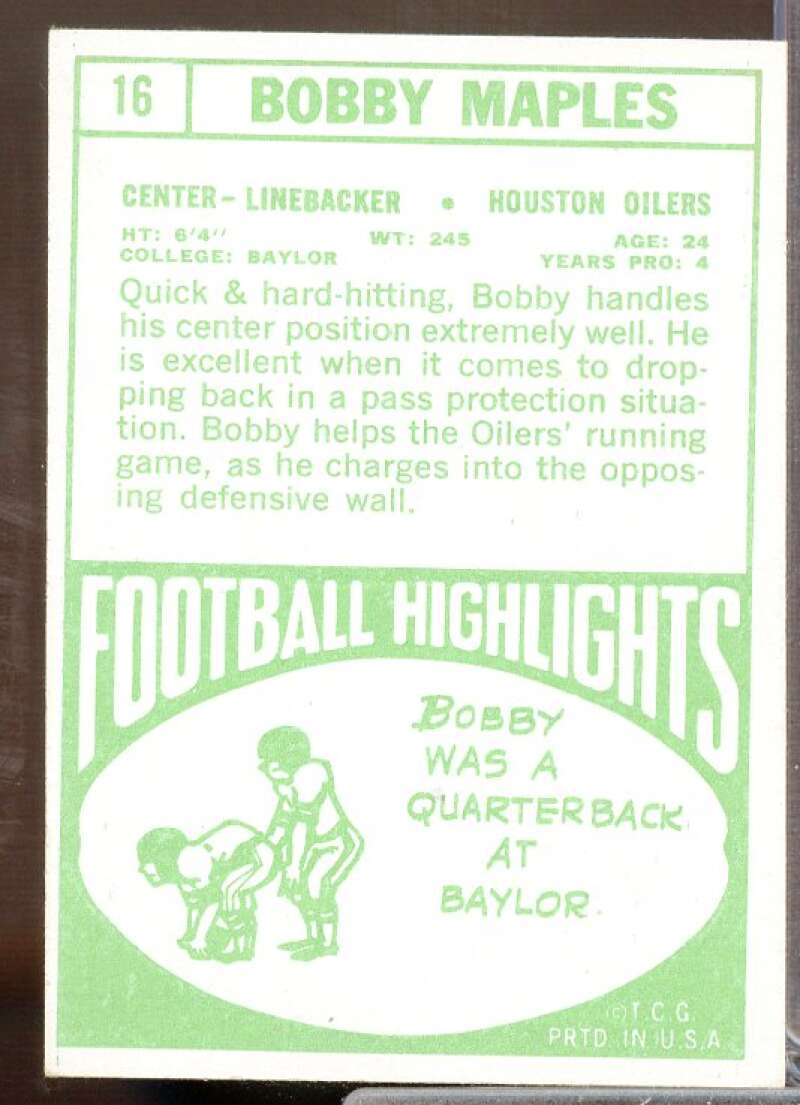 16 BOBBY MAPLES
CENTER - LINEBACKER • HOUSTON OILERS
HT: 6'4" WT: 245 AGE: 24
COLLEGE: BAYLOR YEARS PRO: 4
Quick & hard-hitting, Bobby handles
his center position extremely well. He
is excellent when it comes to drop-
ping back in a pass protection situa-
tion. Bobby helps the Oilers' running
game, as he charges into the oppos-
ing defensive wall.
FOOTBALL HIGHLIGHTS
BOBBY
WAS A
QUARTERBACK
AT
BAYLOR.
(C) T.C.G.
PRTD. IN U.S.A